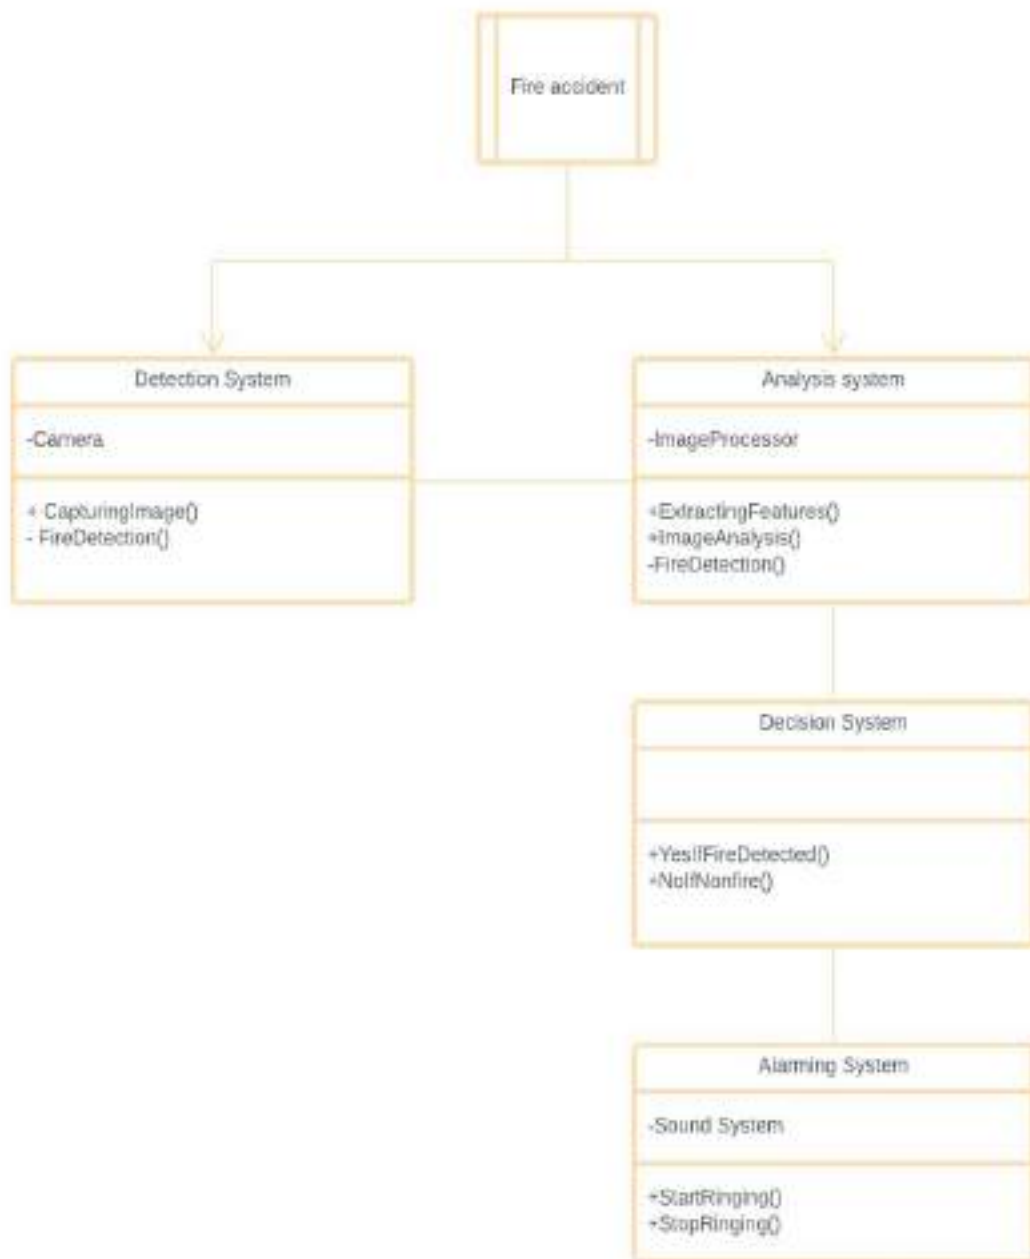 Fire accident
Detection System
-Camera
+ CapturingImage()
- FireDetection()
Analysis system
-ImageProcessor
+ExtractingFeatures()
+ImageAnalysis()
-FireDetection()
Decision System
+YesIfFireDetected()
+NoIfNonfire()
Alarming System
-Sound System
+StartRinging()
+StopRinging()